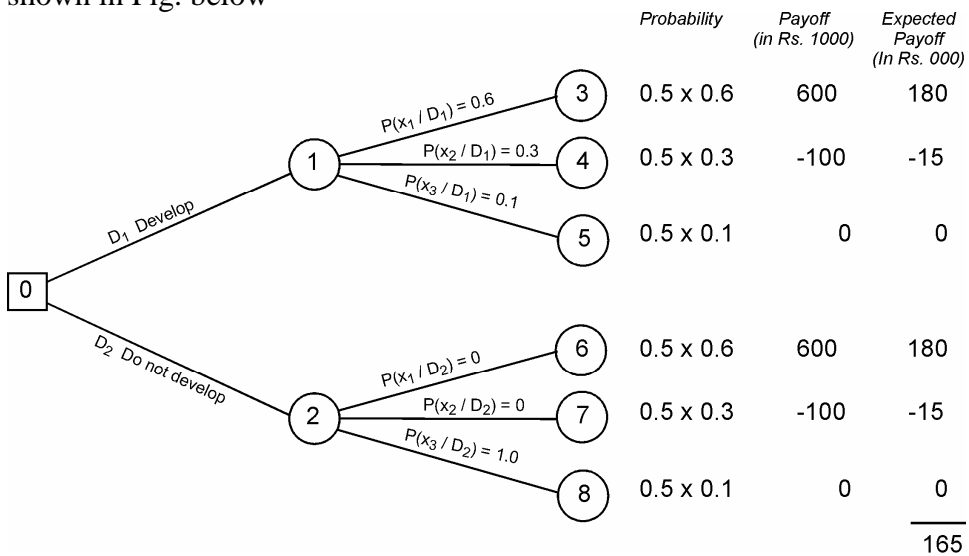 shown in Fig. below
Probability Payoff Expected
(in Rs. 1000) Payoff
(In Rs. 000)
P(x1 / D1) = 0.6
3 0.5 x 0.6 600 180
1 P(x2 / D1) = 0.3 4 0.5 x 0.3 -100 -15
P(x3 / D1) = 0.1
D1 Develop
5 0.5 x 0.1 0 0
0
D2 Do not develop
P(x1 / D2) = 0
6 0.5 x 0.6 600 180
2 P(x2 / D2) = 0 7 0.5 x 0.3 -100 -15
P(x3 / D2) = 1.0
8 0.5 x 0.1 0 0
165